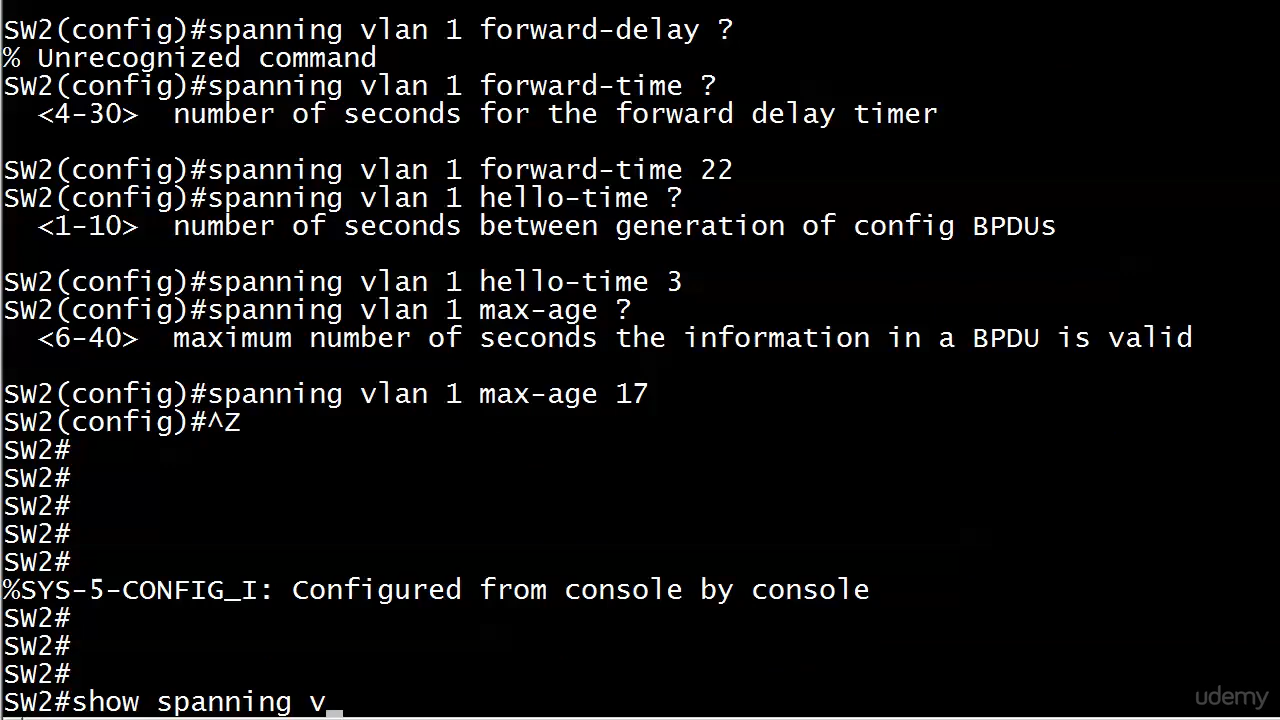 SW2(config)#spanning vlan 1 forward-delay ?
% Unrecognized command
SW2(config)#spanning vlan 1 forward-time ?
  <4-30>  number of seconds for the forward delay timer
SW2(config)#spanning vlan 1 forward-time 22
SW2(config)#spanning vlan 1 hello-time ?
  <1-10>  number of seconds between generation of config BPDUs
SW2(config)#spanning vlan 1 hello-time 3
SW2(config)#spanning vlan 1 max-age ?
  <6-40>  maximum number of seconds the information in a BPDU is valid
SW2(config)#spanning vlan 1 max-age 17
SW2(config)#^Z
SW2#
SW2#
SW2#
SW2#
SW2#
%SYS-5-CONFIG_I: Configured from console by console
SW2#
SW2#
SW2#
SW2#show spanning v_
udemy